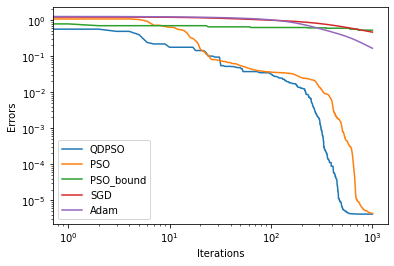 10⁰
10⁻¹
10⁻²
10⁻³
10⁻⁴
10⁻⁵
Errors
QDPSO
PSO
PSO_bound
SGD
Adam
10⁰ 10¹ 10² 10³
Iterations